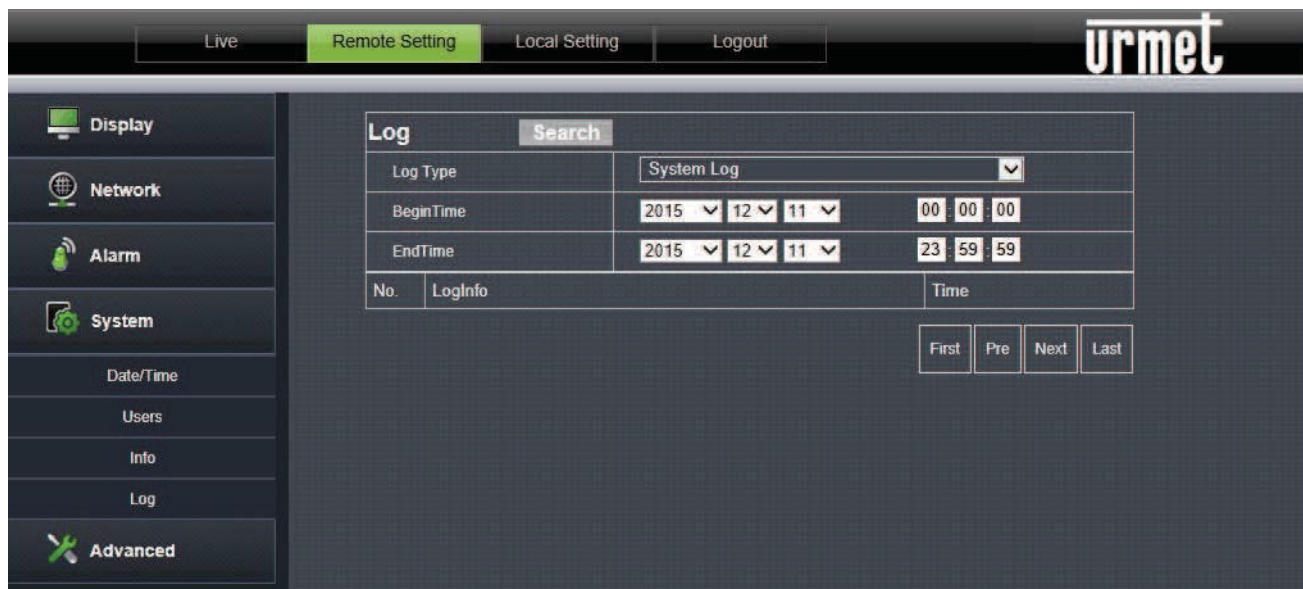 Live Remote Setting Local Setting Logout
urmet
Display
Network
Alarm
System
Date/Time
Users
Info
Log
Advanced
Log Search
Log Type System Log
BeginTime 2015 12 11 00 : 00 : 00
EndTime 2015 12 11 23 : 59 : 59
No. LogInfo Time
First Pre Next Last